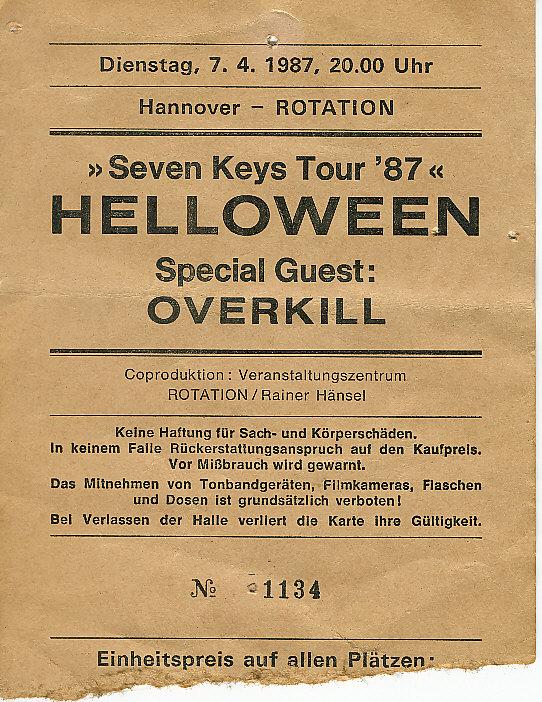 Dienstag, 7. 4. 1987, 20.00 Uhr
Hannover – ROTATION
»Seven Keys Tour '87«
HELLOWEEN
Special Guest:
OVERKILL
Coproduktion: Veranstaltungszentrum
ROTATION/Rainer Hänsel
Keine Haftung für Sach- und Körperschäden.
In keinem Falle Rückerstattungsanspruch auf den Kaufpreis.
Vor Mißbrauch wird gewarnt.
Das Mitnehmen von Tonbandgeräten, Filmkameras, Flaschen
und Dosen ist grundsätzlich verboten!
Bei Verlassen der Halle verliert die Karte ihre Gültigkeit.
№ 1134
Einheitspreis auf allen Plätzen: